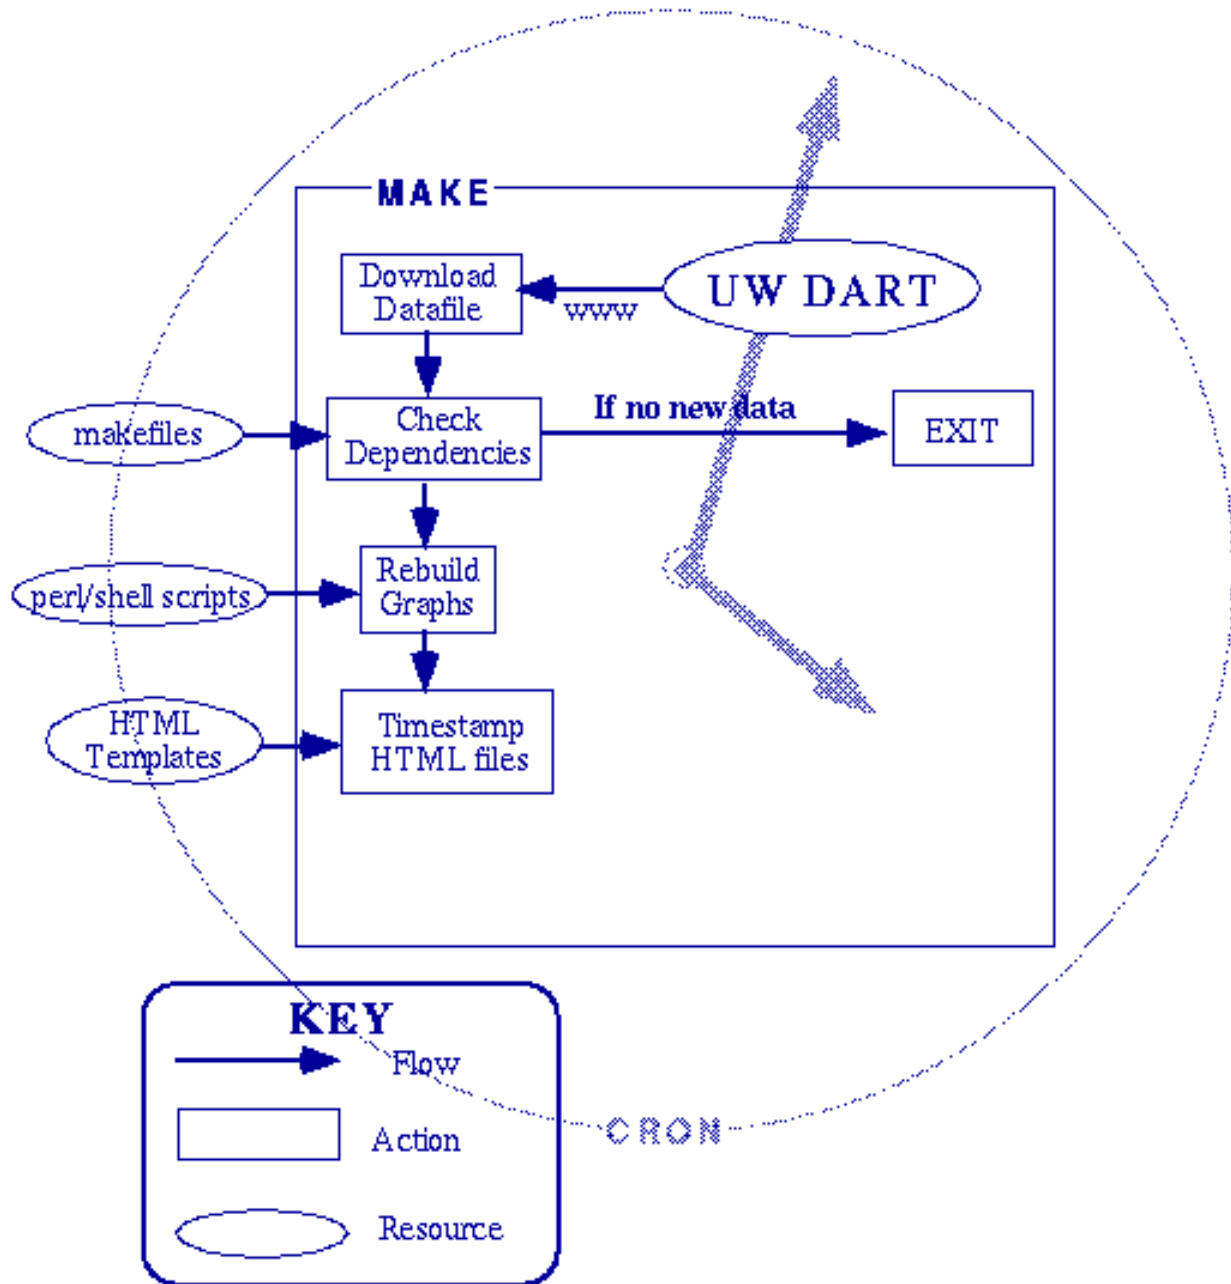 MAKE
Download
Datafile
www
UW DART
makefiles
Check
Dependencies
If no new data
EXIT
perl/shell scripts
Rebuild
Graphs
HTML
Templates
Timestamp
HTML files
KEY
Flow
Action
Resource
CRON